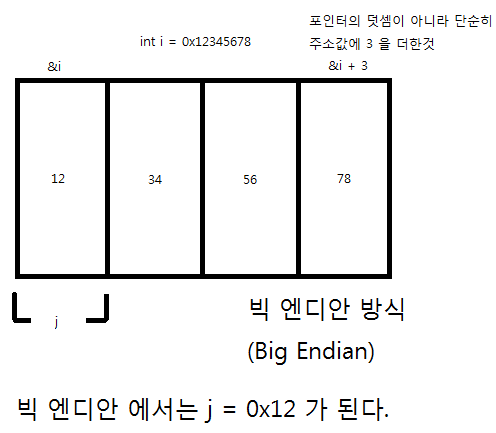 포인터의 덧셈이 아니라 단순히
int i = 0x12345678
주소값에 3 을 더한것
&i
&i + 3
12
34
56
78
j
빅 엔디안 방식
(Big Endian)
빅 엔디안 에서는 j = 0x12 가 된다.